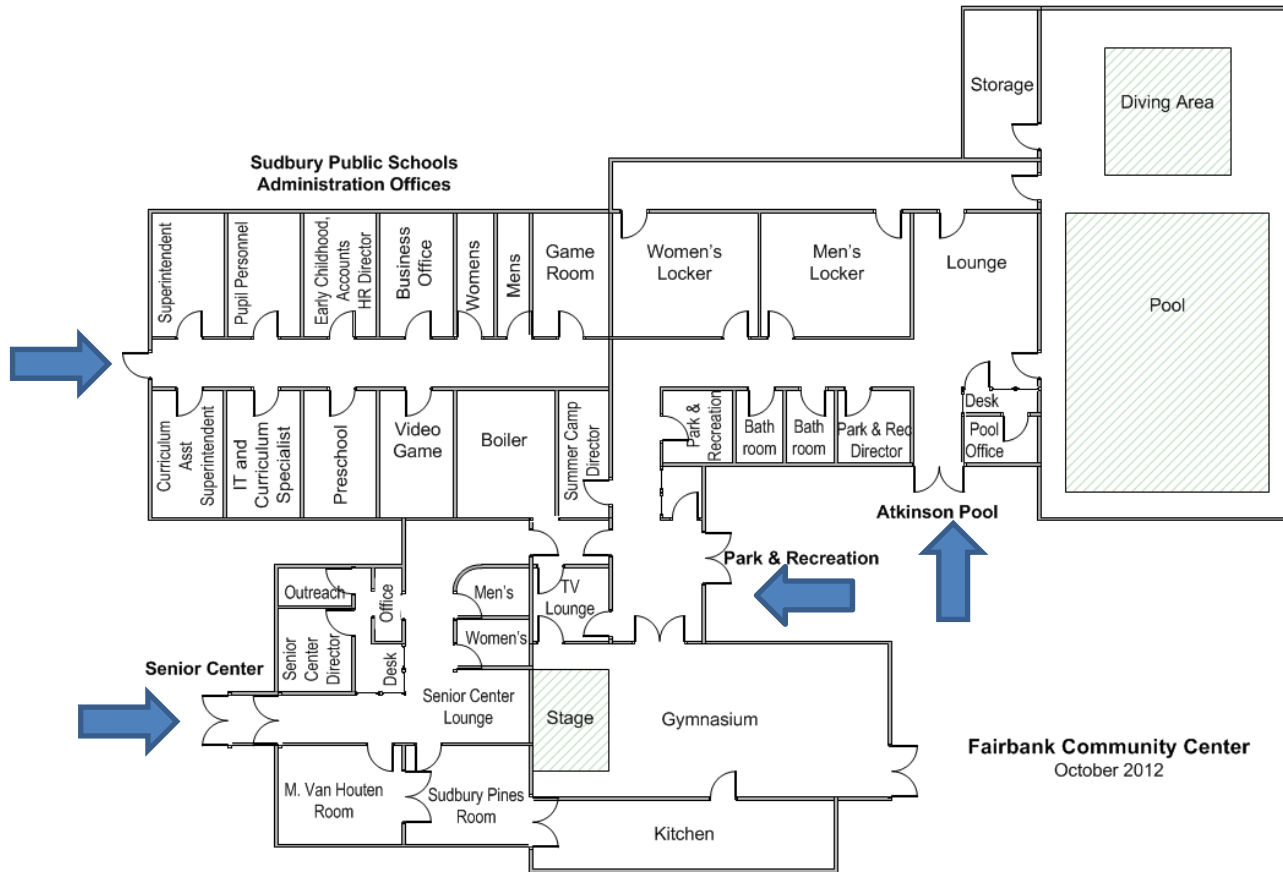 Storage
Diving Area
Sudbury Public Schools
Administration Offices
Superintendent
Pupil Personnel
Early Childhood,
Accounts
HR Director
Business
Office
Womens
Mens
Game
Room
Women's
Locker
Men's
Locker
Lounge
Pool
Curriculum
Asst
Superintendent
IT and
Curriculum
Specialist
Preschool
Video
Game
Boiler
Summer Camp
Director
Park &
Recreation
Bath
room
Bath
room
Park & Rec
Director
Desk
Pool
Office
Atkinson Pool
Park & Recreation
Outreach
Office
Men's
TV
Lounge
Women's
Senior
Center
Director
Desk
Senior Center
Senior Center
Lounge
Stage
Gymnasium
Fairbank Community Center
October 2012
M. Van Houten
Room
Sudbury Pines
Room
Kitchen